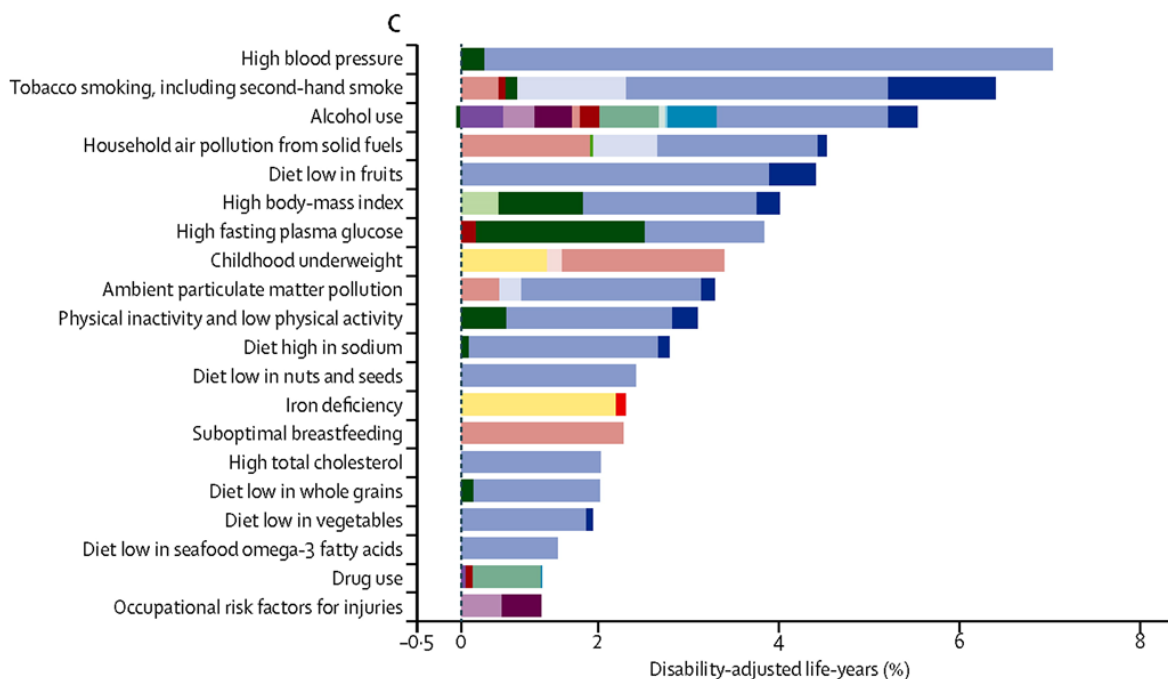 C
High blood pressure
Tobacco smoking, including second-hand smoke
Alcohol use
Household air pollution from solid fuels
Diet low in fruits
High body-mass index
High fasting plasma glucose
Childhood underweight
Ambient particulate matter pollution
Physical inactivity and low physical activity
Diet high in sodium
Diet low in nuts and seeds
Iron deficiency
Suboptimal breastfeeding
High total cholesterol
Diet low in whole grains
Diet low in vegetables
Diet low in seafood omega-3 fatty acids
Drug use
Occupational risk factors for injuries
–0·5 0 2 4 6 8
Disability-adjusted life-years (%)